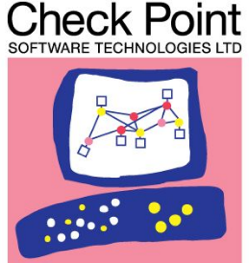 Check Point
SOFTWARE TECHNOLOGIES LTD